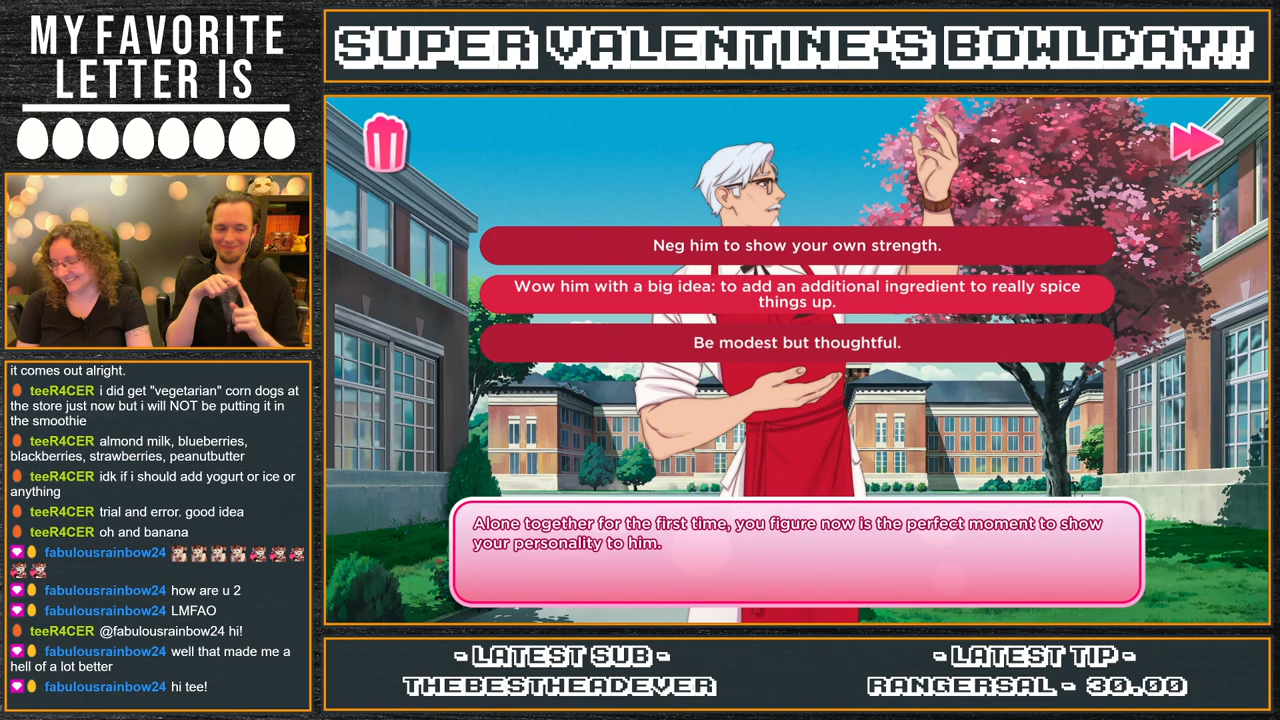 MY FAVORITE
LETTER IS
SUPER VALENTINE'S BOWLDAY!!
Neg him to show your own strength.
Wow him with a big idea: to add an additional ingredient to really spice
things up.
Be modest but thoughtful.
Alone together for the first time, you figure now is the perfect moment to show
your personality to him.
it comes out alright.
teeR4CER i did get "vegetarian" corn dogs at
the store just now but i will NOT be putting it in
the smoothie
teeR4CER almond milk, blueberries,
blackberries, strawberries, peanutbutter
teeR4CER idk if i should add yogurt or ice or
anything
teeR4CER trial and error. good idea
teeR4CER oh and banana
fabulousrainbow24
fabulousrainbow24 how are u 2
fabulousrainbow24 LMFAO
teeR4CER @fabulousrainbow24 hi!
fabulousrainbow24 well that made me a
hell of a lot better
fabulousrainbow24 hi tee!
- LATEST SUB -
THEBESTHEADEVER
- LATEST TIP -
RANGERSAL - 30.00